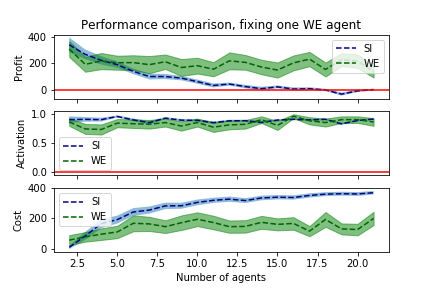 Performance comparison, fixing one WE agent
400
200
0
Profit
SI
WE
1.0
0.5
0.0
Activation
SI
WE
400
200
0
Cost
SI
WE
2.5 5.0 7.5 10.0 12.5 15.0 17.5 20.0
Number of agents